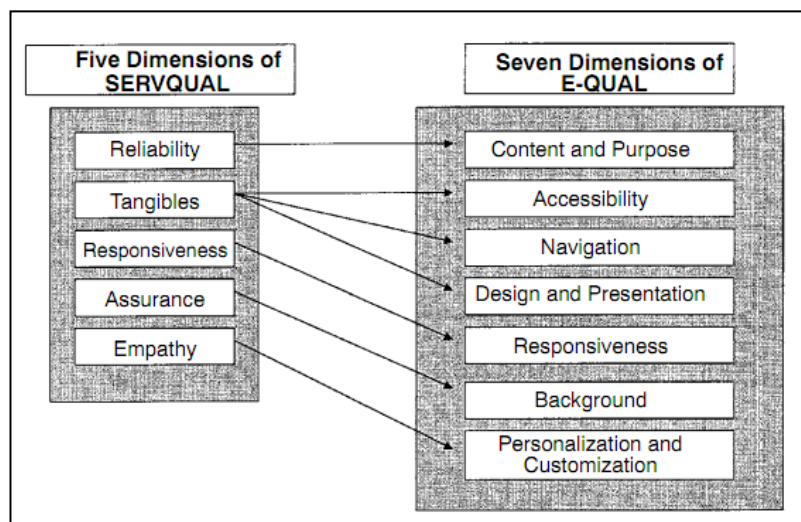 Five Dimensions of
SERVQUAL
Reliability
Tangibles
Responsiveness
Assurance
Empathy
Seven Dimensions of
E-QUAL
Content and Purpose
Accessibility
Navigation
Design and Presentation
Responsiveness
Background
Personalization and
Customization